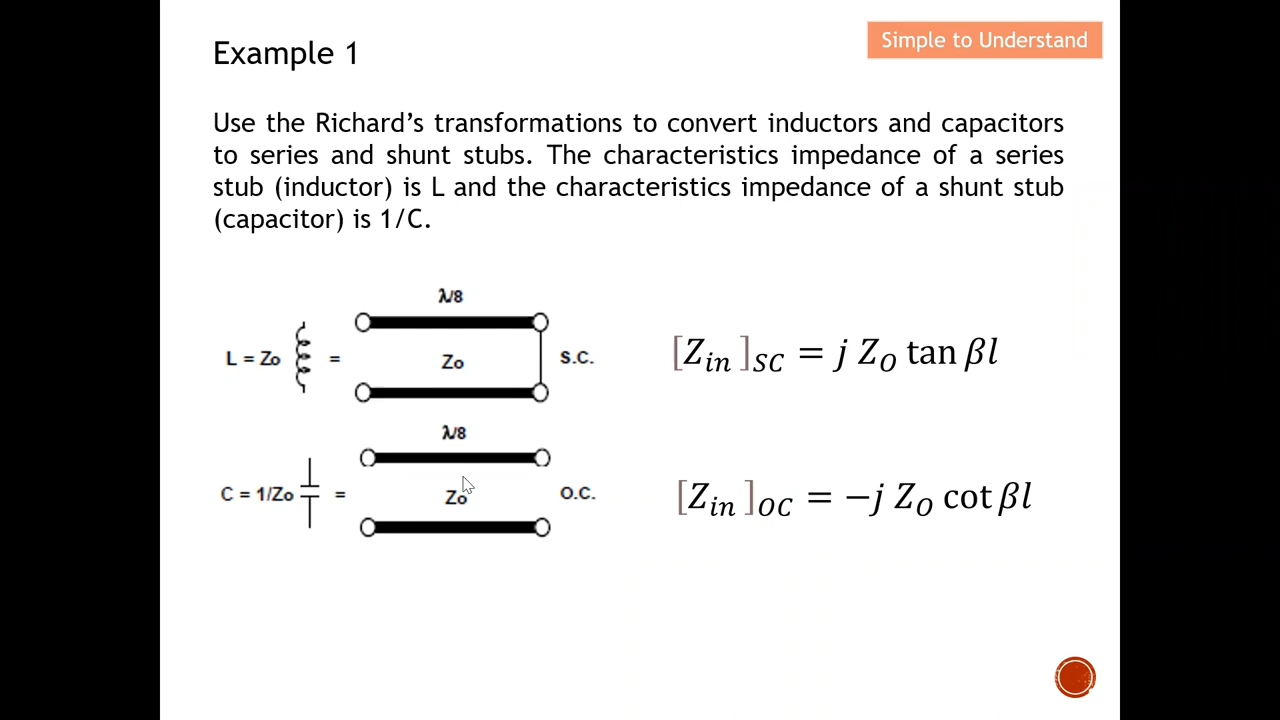 Example 1
Simple to Understand
Use the Richard’s transformations to convert inductors and capacitors
to series and shunt stubs. The characteristics impedance of a series
stub (inductor) is L and the characteristics impedance of a shunt stub
(capacitor) is 1/C.
λ/8
L = Zo
=
Zo
S.C.
[Z_in]_SC = j Z_O tan βl
λ/8
C = 1/Zo
=
Zo
O.C.
[Z_in]_OC = −j Z_O cot βl